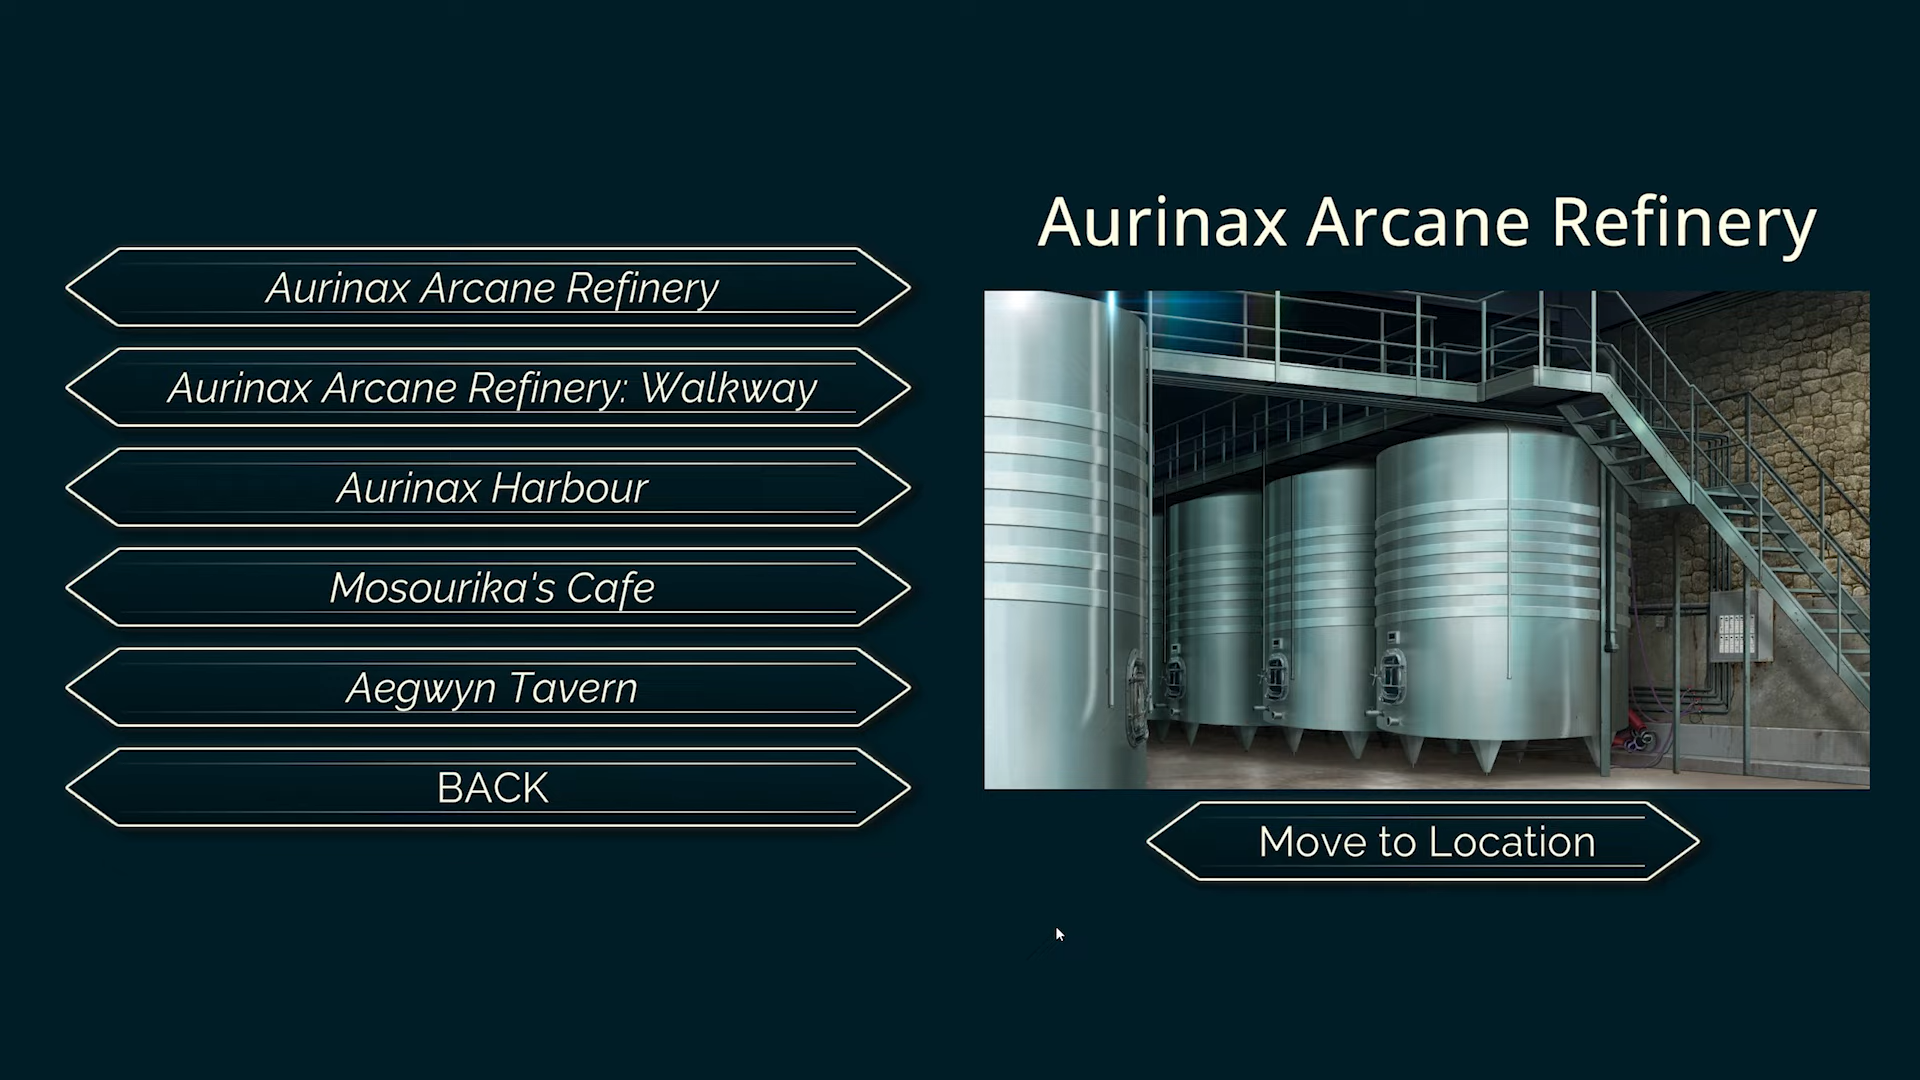 Aurinax Arcane Refinery
Aurinax Arcane Refinery: Walkway
Aurinax Harbour
Mosourika's Cafe
Aegwyn Tavern
BACK
Aurinax Arcane Refinery
Move to Location